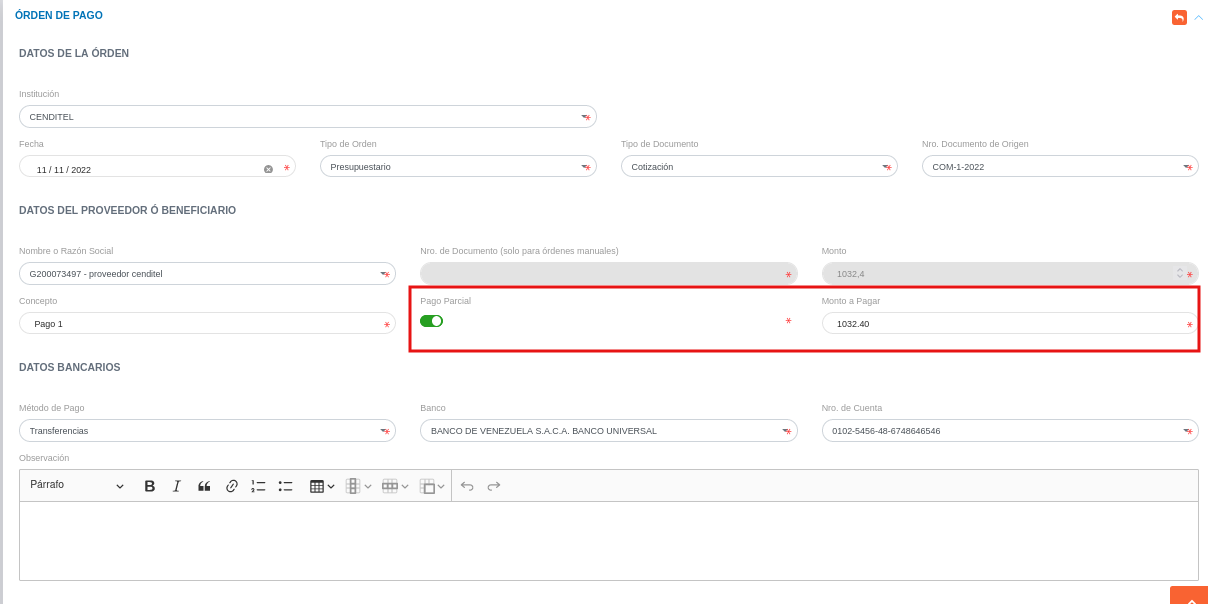 ÓRDEN DE PAGO
DATOS DE LA ÓRDEN
Institución
CENDITEL
Fecha
Tipo de Orden
Tipo de Documento
Nro. Documento de Origen
11 / 11 / 2022
Presupuestario
Cotización
COM-1-2022
DATOS DEL PROVEEDOR Ó BENEFICIARIO
Nombre o Razón Social
Nro. de Documento (solo para órdenes manuales)
Monto
G200073497 - proveedor cenditel
1032,4
Concepto
Pago Parcial
Monto a Pagar
Pago 1
1032.40
DATOS BANCARIOS
Método de Pago
Banco
Nro. de Cuenta
Transferencias
BANCO DE VENEZUELA S.A.C.A. BANCO UNIVERSAL
0102-5456-48-6748646546
Observación
Párrafo